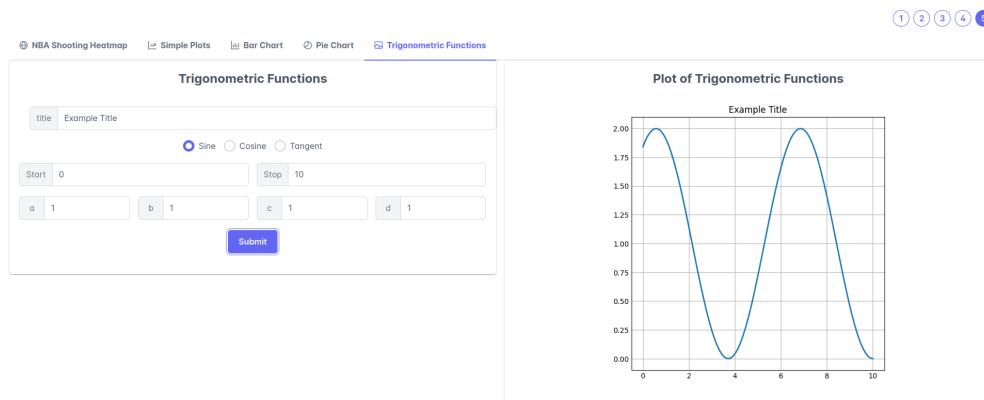 1 2 3 4 5
NBA Shooting Heatmap Simple Plots Bar Chart Pie Chart Trigonometric Functions
Trigonometric Functions
title Example Title
Sine Cosine Tangent
Start 0 Stop 10
a 1 b 1 c 1 d 1
Submit
Plot of Trigonometric Functions
Example Title
2.00
1.75
1.50
1.25
1.00
0.75
0.50
0.25
0.00
0 2 4 6 8 10